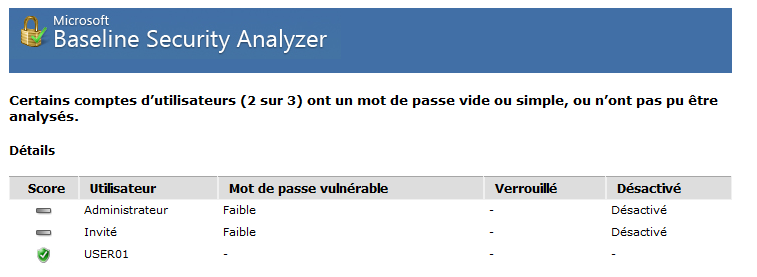 Microsoft
Baseline Security Analyzer
Certains comptes d’utilisateurs (2 sur 3) ont un mot de passe vide ou simple, ou n’ont pas pu être
analysés.
Détails
Score Utilisateur Mot de passe vulnérable Verrouillé Désactivé
Administrateur Faible - Désactivé
Invité Faible - Désactivé
USER01 - - -